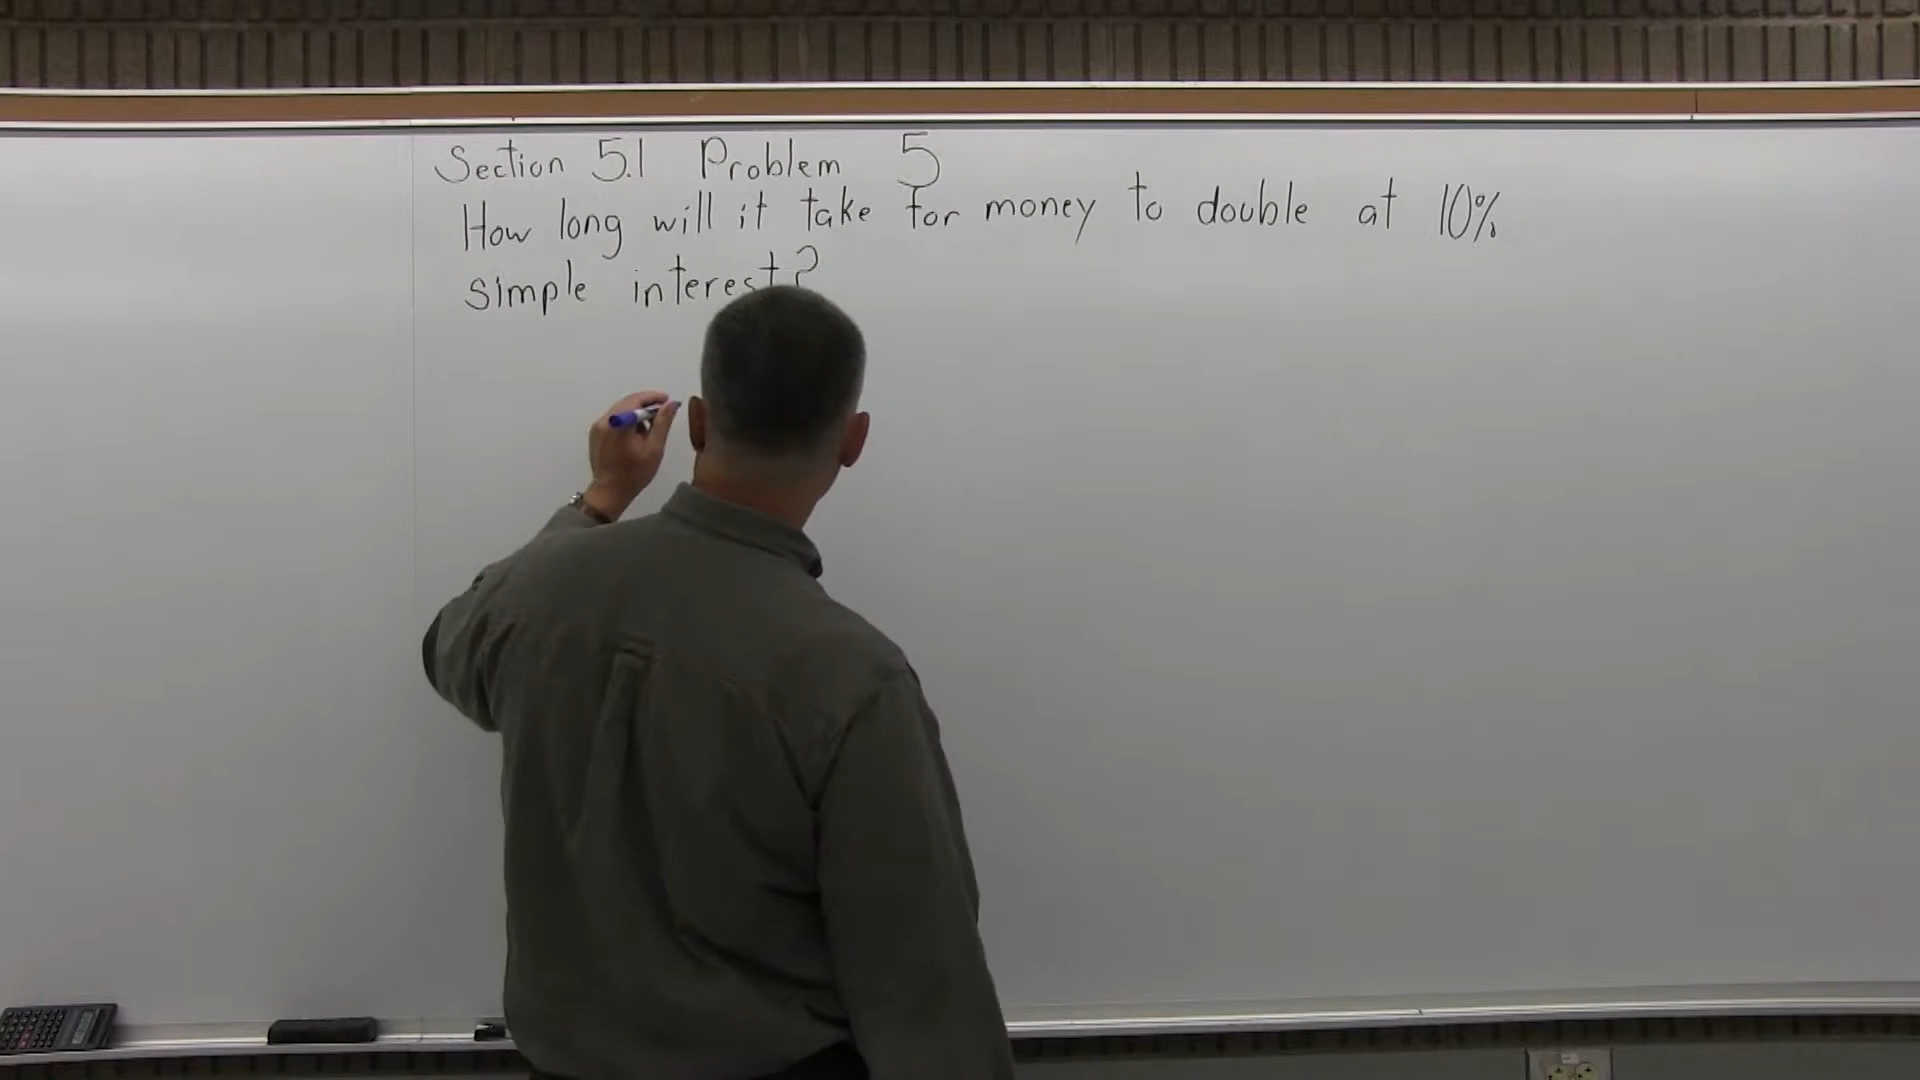 Section 5.1 Problem 5
How long will it take for money to double at 10%
simple interest?